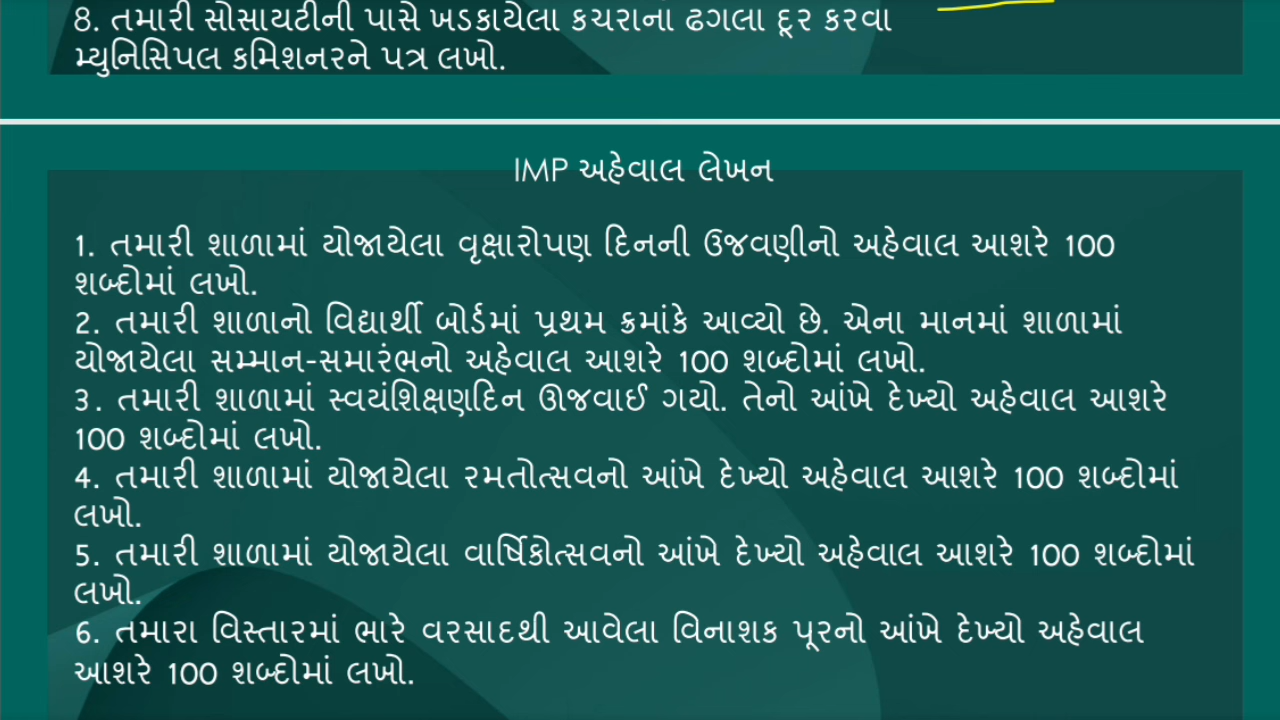 8. તમારી સોસાયટીની પાસે ખડકાયેલા કચરાના ઢગલા દૂર કરવા
મ્યુનિસિપલ કમિશનરને પત્ર લખો.
IMP અહેવાલ લેખન
1. તમારી શાળામાં યોજાયેલા વૃક્ષારોપણ દિનની ઉજવણીનો અહેવાલ આશરે 100
શબ્દોમાં લખો.
2. તમારી શાળાનો વિદ્યાર્થી બોર્ડમાં પ્રથમ ક્રમાંકે આવ્યો છે. એના માનમાં શાળામાં
યોજાયેલા સમ્માન-સમારંભનો અહેવાલ આશરે 100 શબ્દોમાં લખો.
3. તમારી શાળામાં સ્વયંશિક્ષણદિન ઊજવાઈ ગયો. તેનો આંખે દેખ્યો અહેવાલ આશરે
100 શબ્દોમાં લખો.
4. તમારી શાળામાં યોજાયેલા રમતોત્સવનો આંખે દેખ્યો અહેવાલ આશરે 100 શબ્દોમાં
લખો.
5. તમારી શાળામાં યોજાયેલા વાર્ષિકોત્સવનો આંખે દેખ્યો અહેવાલ આશરે 100 શબ્દોમાં
લખો.
6. તમારા વિસ્તારમાં ભારે વરસાદથી આવેલા વિનાશક પૂરનો આંખે દેખ્યો અહેવાલ
આશરે 100 શબ્દોમાં લખો.